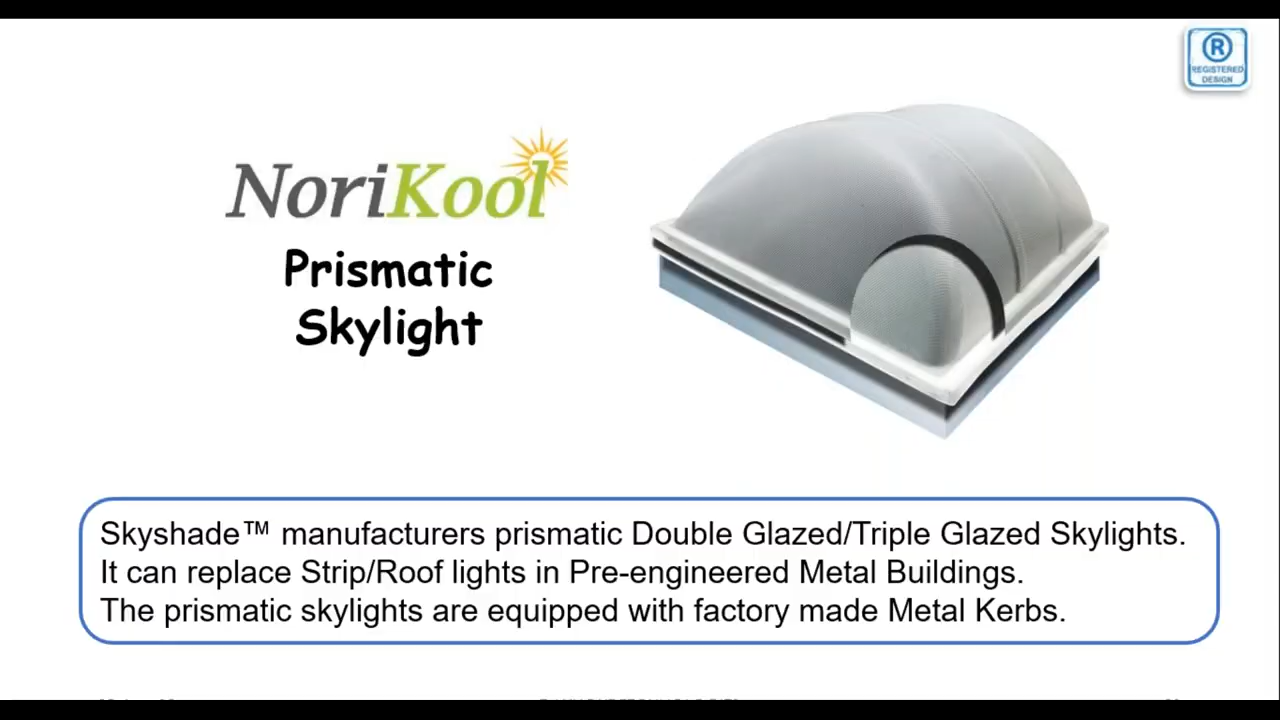 ®
REGISTERED
DESIGN
NoriKool
Prismatic
Skylight
Skyshade™ manufacturers prismatic Double Glazed/Triple Glazed Skylights.
It can replace Strip/Roof lights in Pre-engineered Metal Buildings.
The prismatic skylights are equipped with factory made Metal Kerbs.